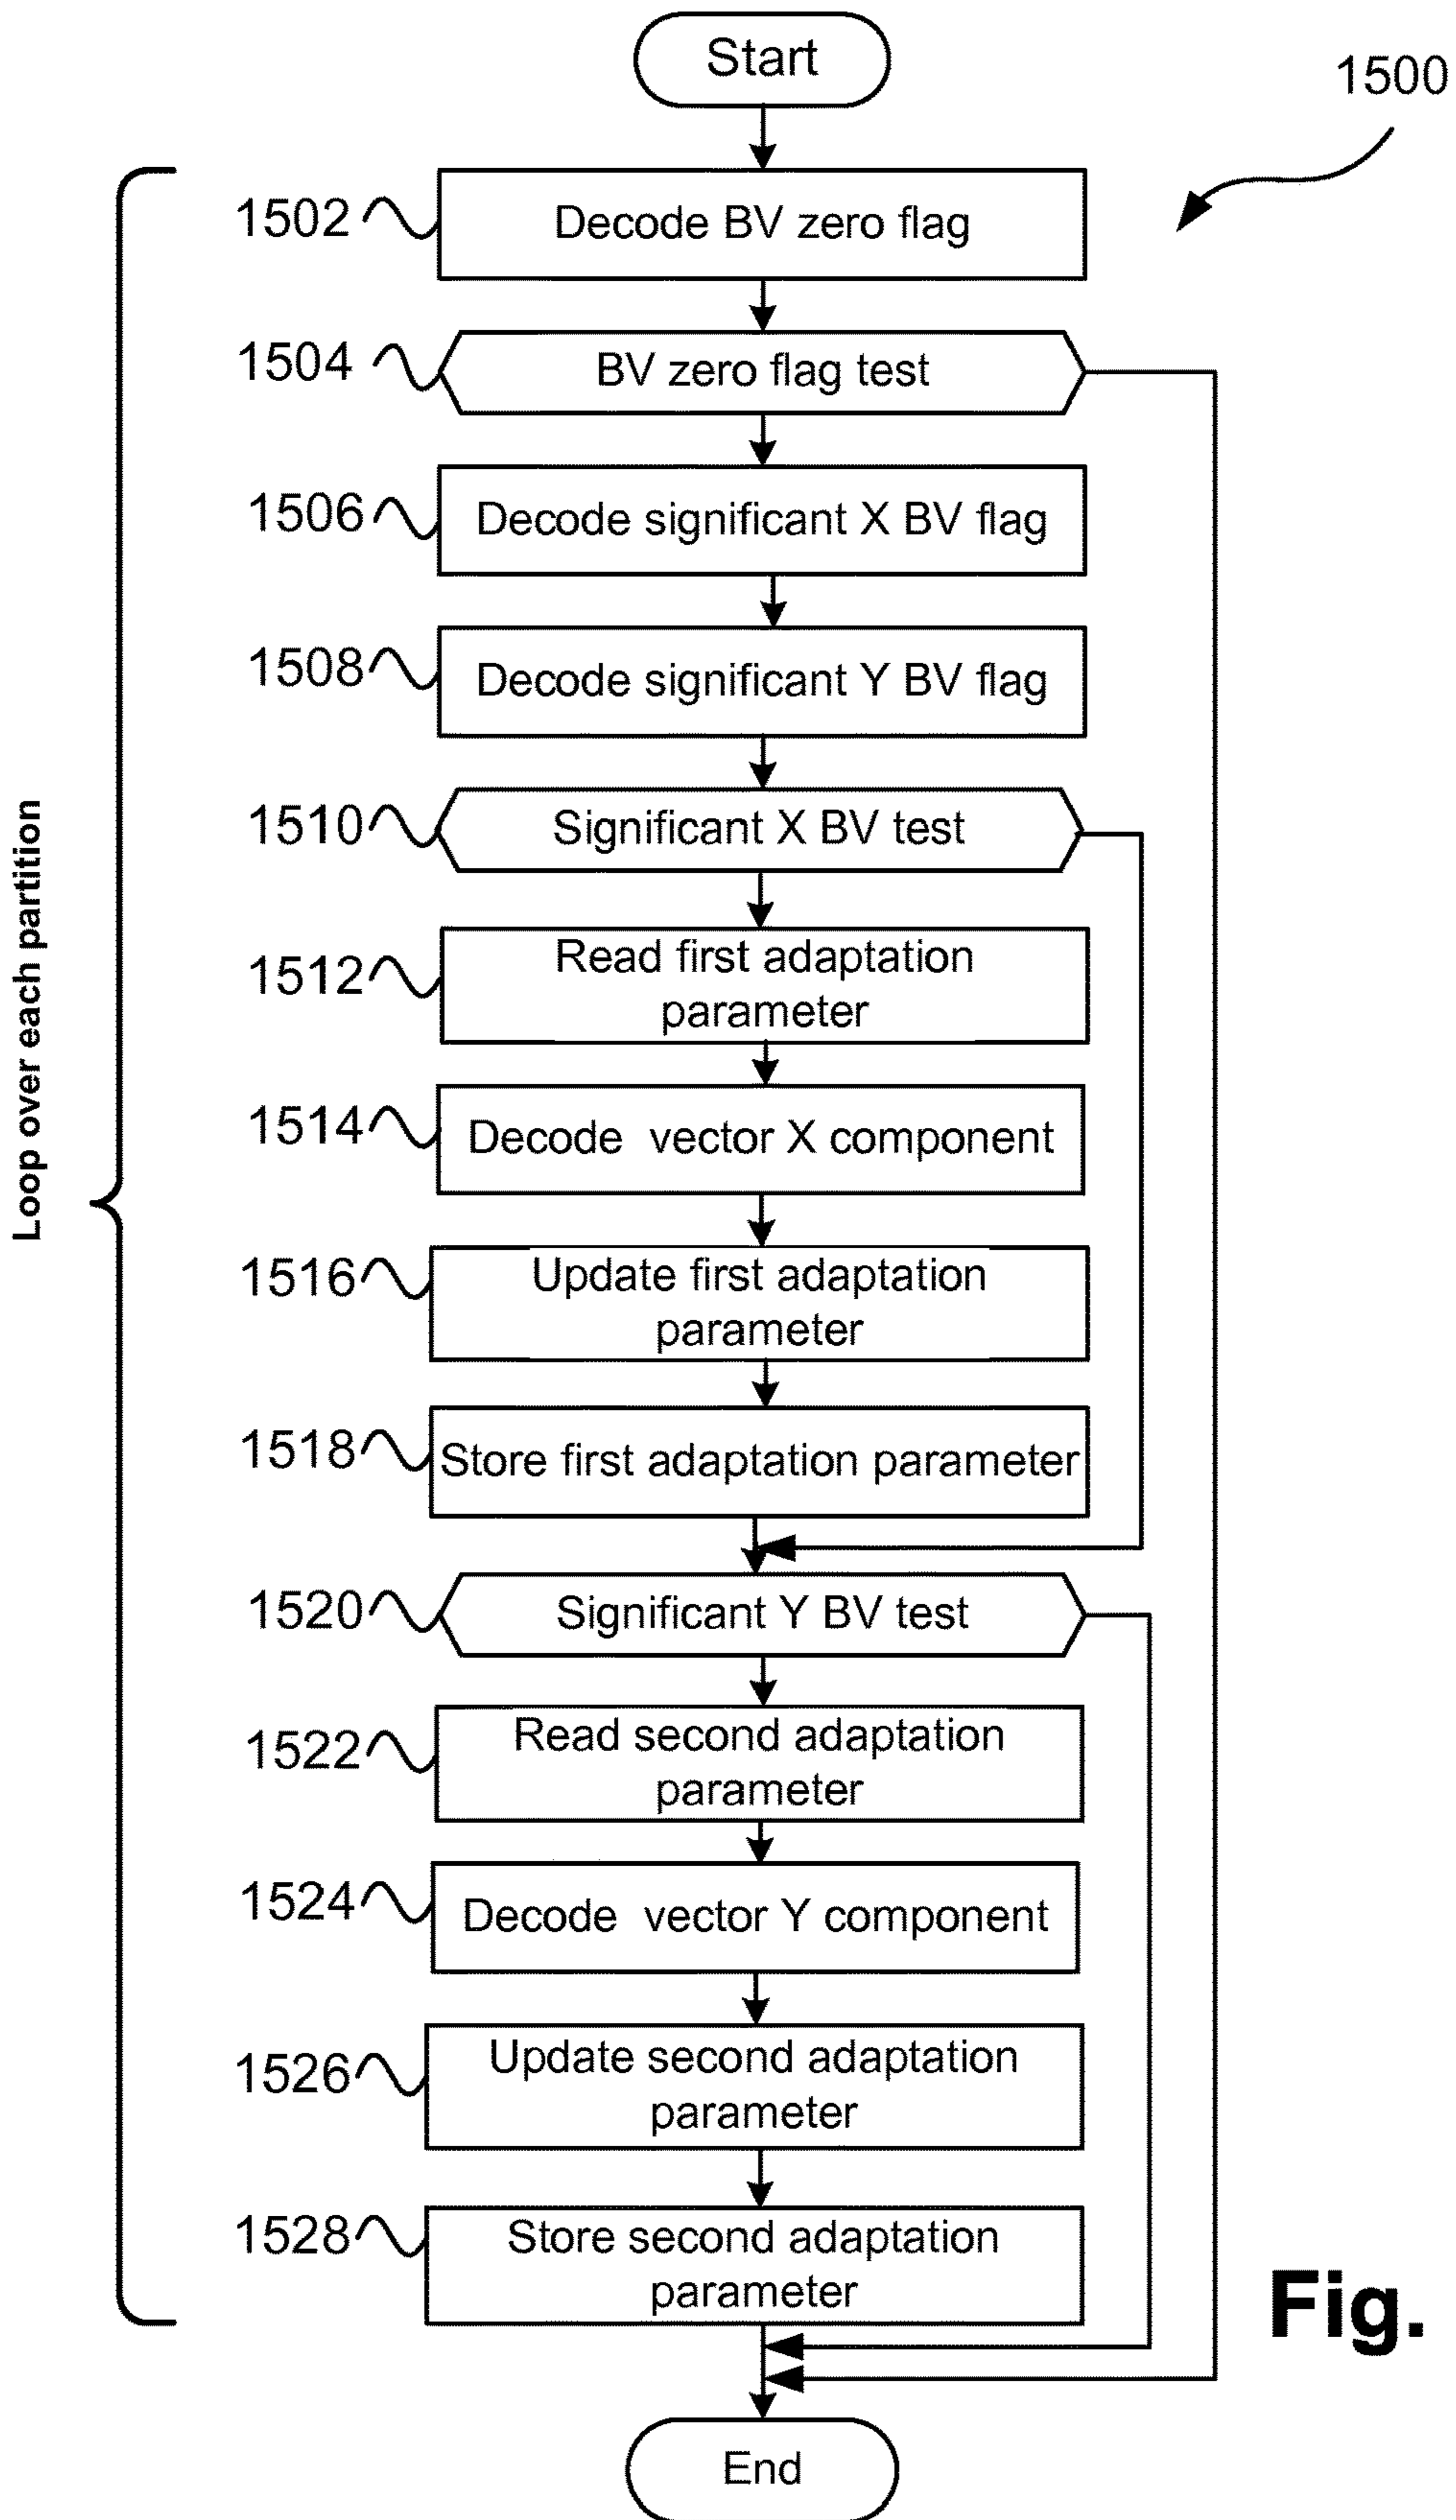 Start
1500
1502
Decode BV zero flag
1504
BV zero flag test
1506
Decode significant X BV flag
1508
Decode significant Y BV flag
1510
Significant X BV test
1512
Read first adaptation
parameter
1514
Decode vector X component
1516
Update first adaptation
parameter
1518
Store first adaptation parameter
1520
Significant Y BV test
1522
Read second adaptation
parameter
1524
Decode vector Y component
1526
Update second adaptation
parameter
1528
Store second adaptation
parameter
Loop over each partition
Fig.
End